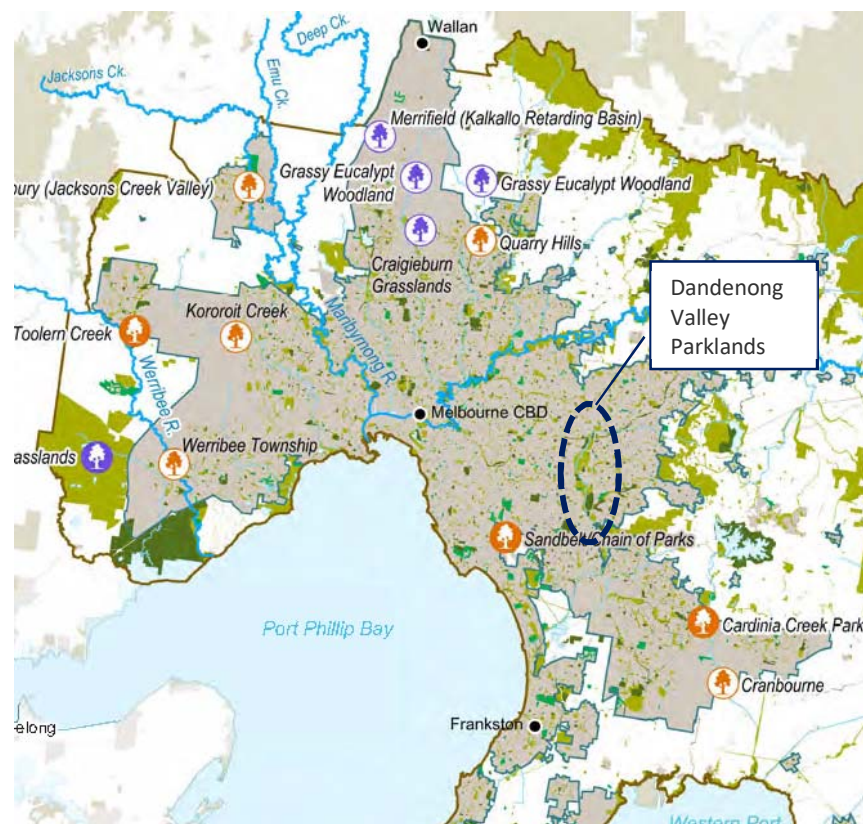 Wallan
Deep Ck.
Jacksons Ck.
Emu Ck.
Merrifield (Kalkallo Retarding Basin)
Grassy Eucalypt
Woodland
Grassy Eucalypt Woodland
bury (Jacksons Creek Valley)
Quarry Hills
Craigieburn
Grasslands
Dandenong
Valley
Parklands
Kororoit Creek
Toolern Creek
Maribyrnong R.
Werribee R.
Melbourne CBD
Werribee Township
asslands
Sandbelt/Chain of Parks
Port Phillip Bay
Cardinia Creek Park
Cranbourne
Frankston
elong
Western Port